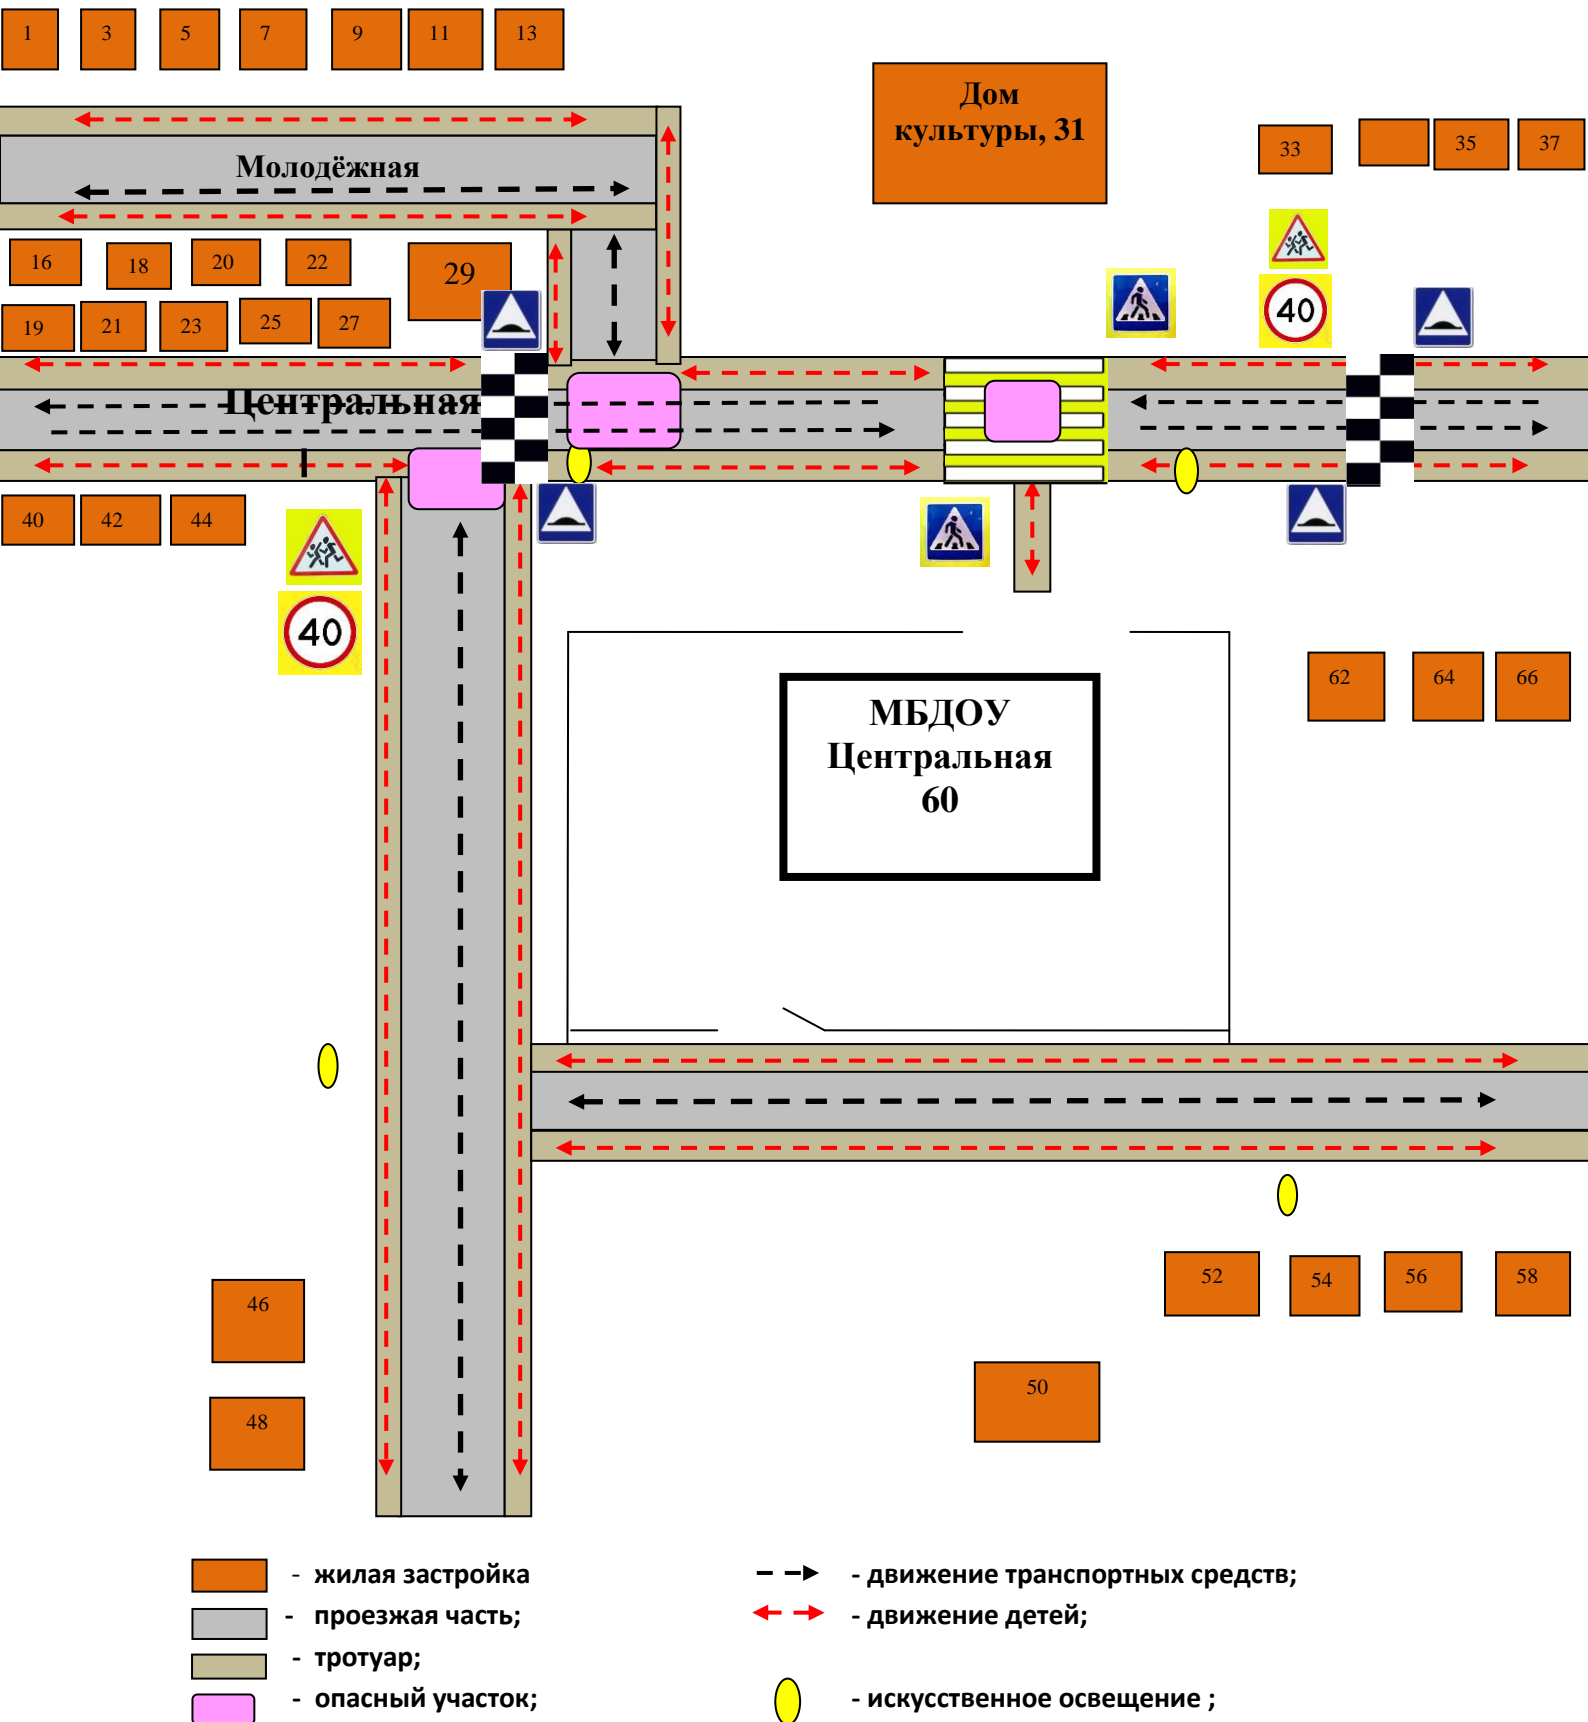 1 3 5 7 9 11 13
Дом
культуры, 31
33 35 37
Молодёжная
16 18 20 22 29
19 21 23 25 27
40
Центральная
40 42 44
40
62 64 66
МБДОУ
Центральная
60
46
52 54 56 58
50
48
- жилая застройка
- проезжая часть;
- тротуар;
- опасный участок;
- движение транспортных средств;
- движение детей;
- искусственное освещение ;